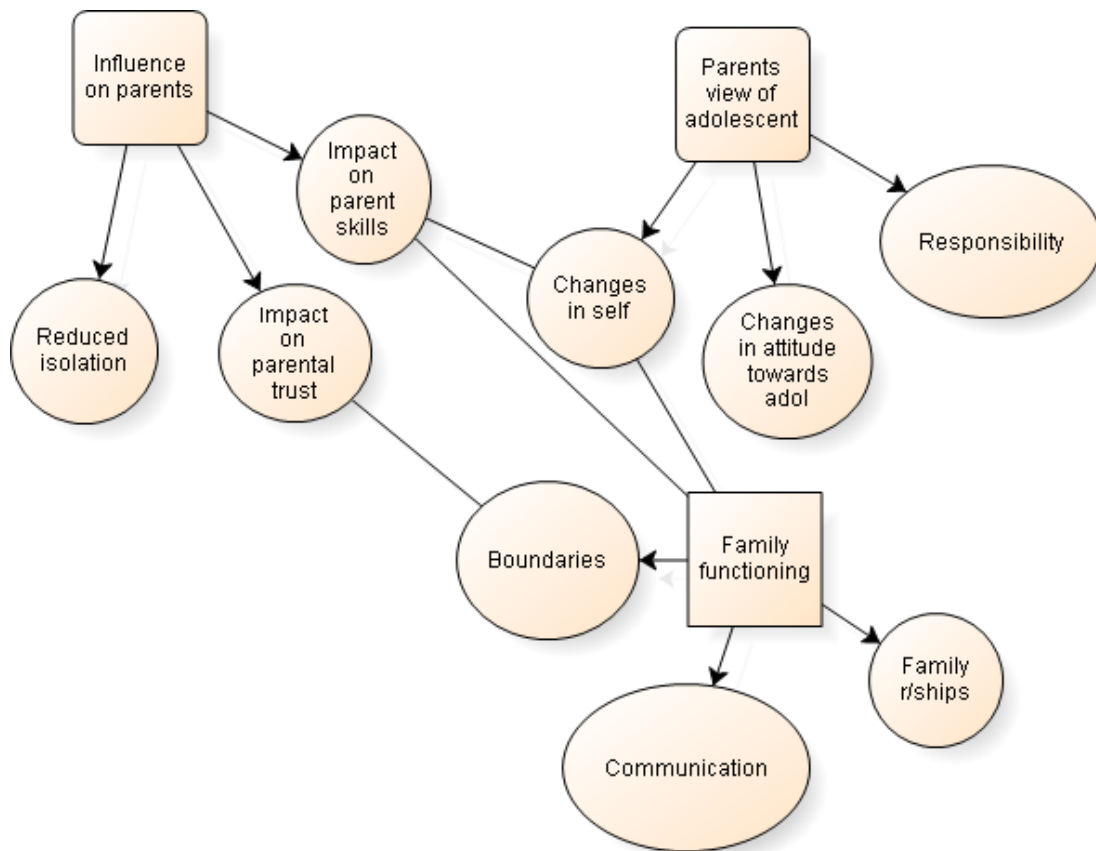 Influence
on parents
Parents
view of
adolescent
Impact
on
parent
skills
Responsibility
Changes
in self
Reduced
isolation
Impact
on
parental
trust
Changes
in attitude
towards
adol
Boundaries
Family
functioning
Family
r/ships
Communication